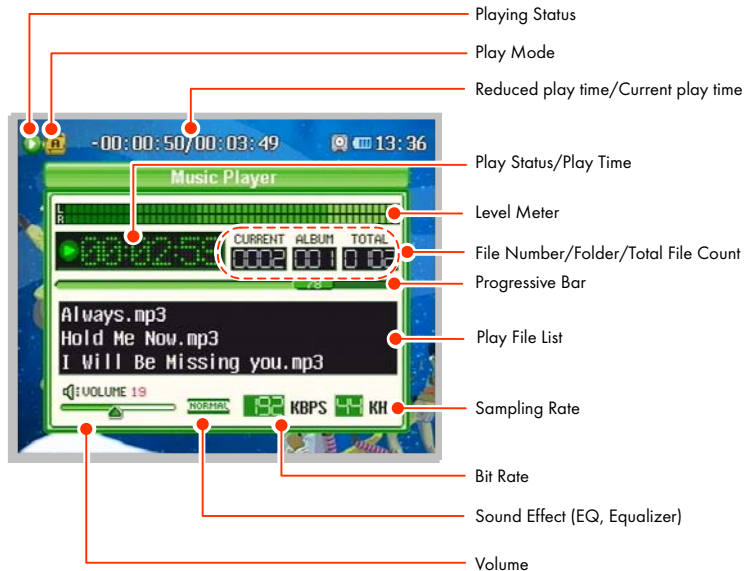 Playing Status
Play Mode
Reduced play time/Current play time
-00:00:50/00:03:49 13:36
Play Status/Play Time
Music Player
Level Meter
L
R
CURRENT ALBUM TOTAL
File Number/Folder/Total File Count
0002 001
Progressive Bar
78
Always.mp3
Hold Me Now.mp3
I Will Be Missing you.mp3
Play File List
VOLUME 19
NORMAL 192 KBPS 44 KH
Sampling Rate
Bit Rate
Sound Effect (EQ, Equalizer)
Volume